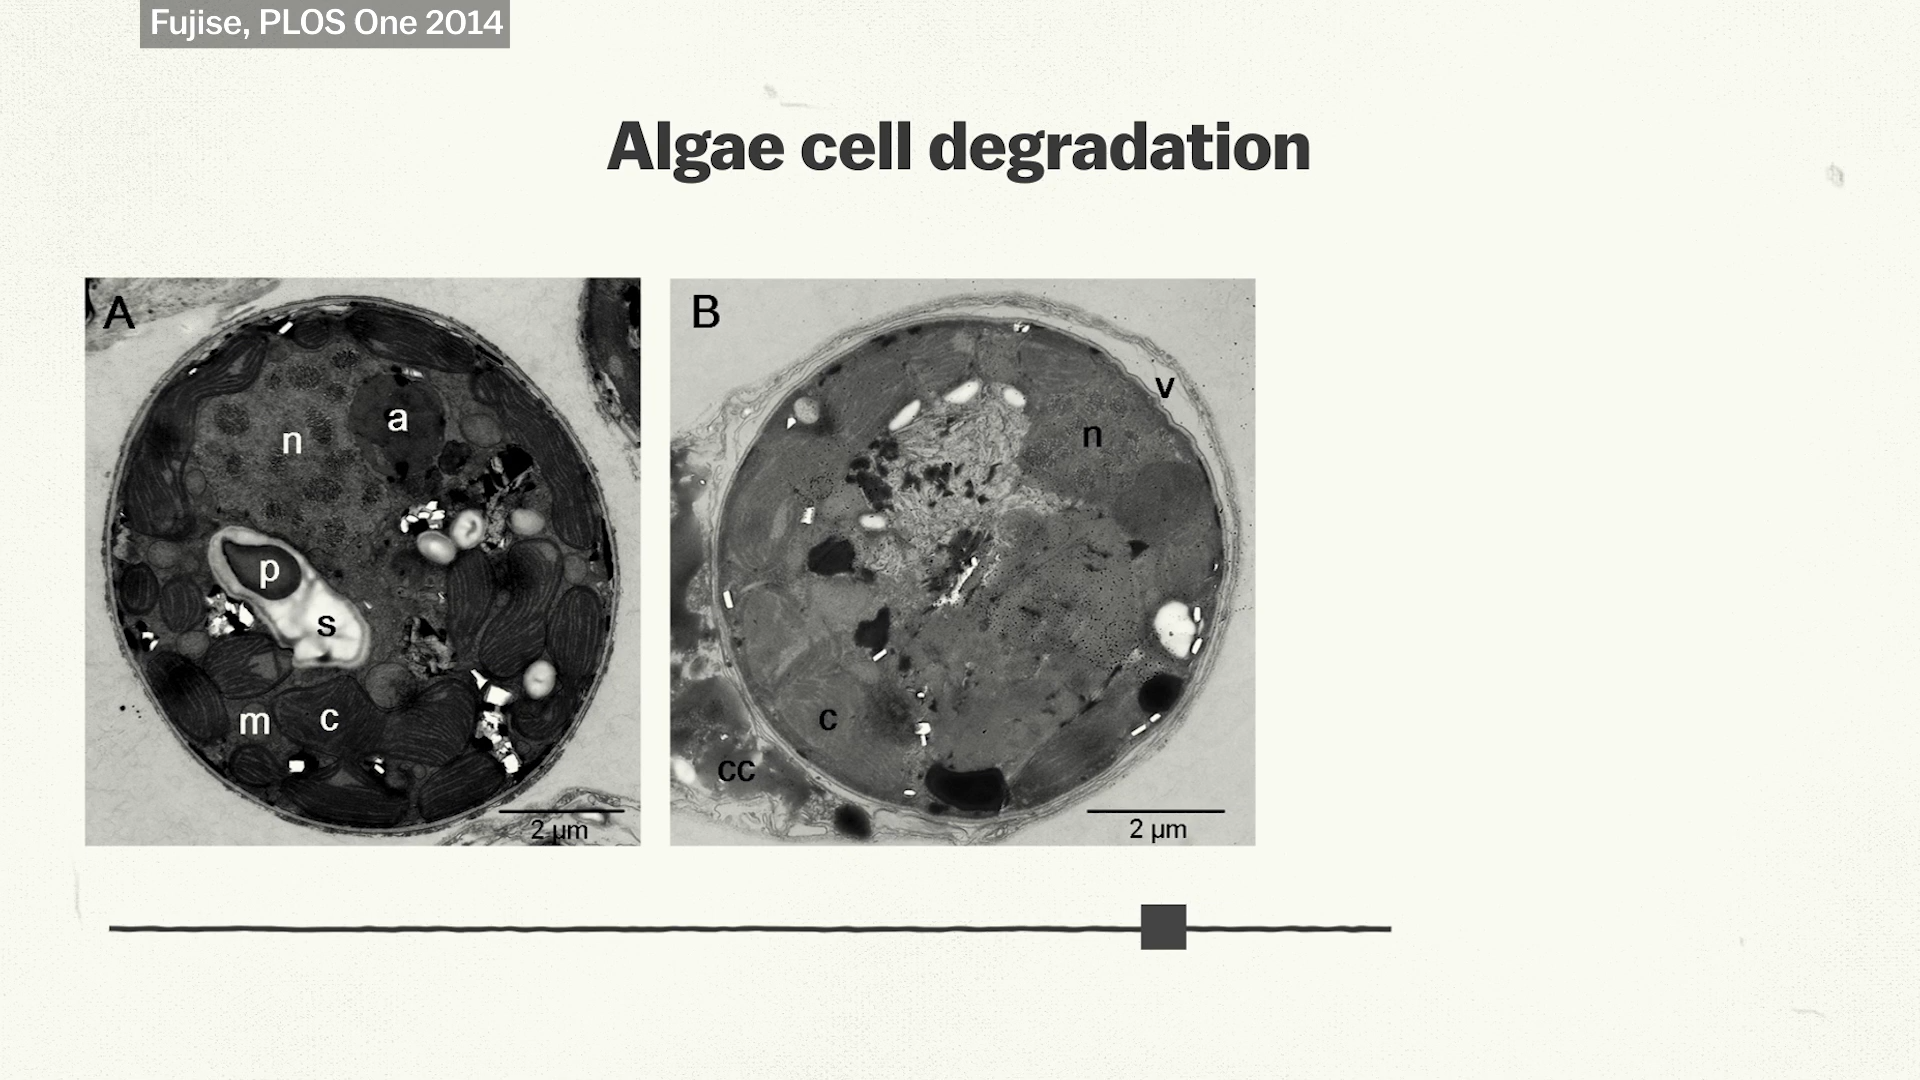 Fujise, PLOS One 2014
Algae cell degradation
A
n
a
p
s
m
c
2 µm
B
v
n
c
cc
2 µm